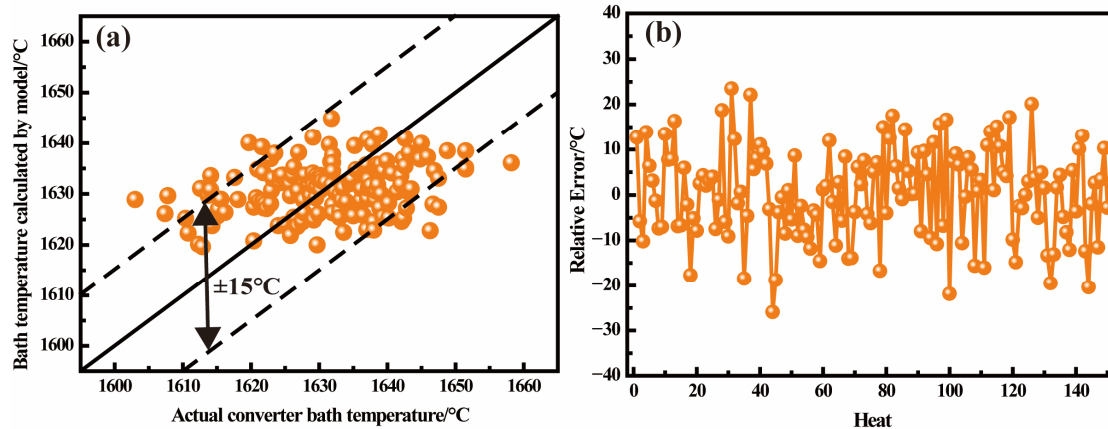 (a)
Bath temperature calculated by model/°C
1660
1650
1640
1630
1620
1610
1600
±15°C
1600 1610 1620 1630 1640 1650 1660
Actual converter bath temperature/°C
(b)
Relative Error/°C
40
30
20
10
0
−10
−20
−30
−40
0 20 40 60 80 100 120 140
Heat